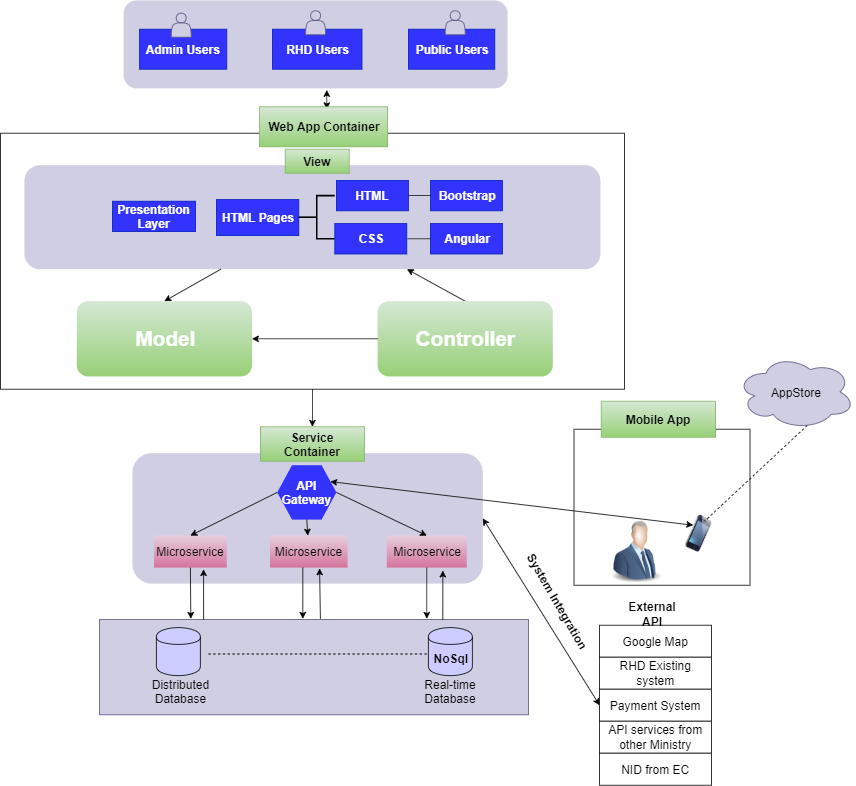 Admin Users
RHD Users
Public Users
Web App Container
View
Presentation
Layer
HTML Pages
HTML
Bootstrap
CSS
Angular
Model
Controller
AppStore
Mobile App
Service
Container
API
Gateway
Microservice
Microservice
Microservice
System Integration
NoSql
Distributed
Database
Real-time
Database
External
API
Google Map
RHD Existing
system
Payment System
API services from
other Ministry
NID from EC